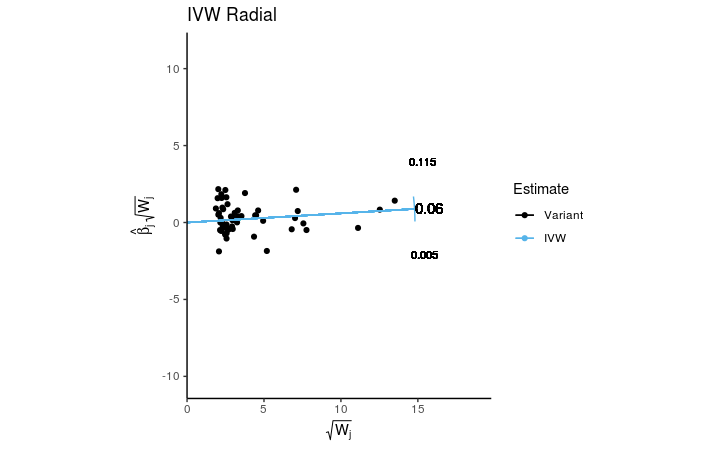 IVW Radial
10
5
0
-5
-10
β̂j√Wj
0
5
10
15
√Wj
0.115
0.06
0.005
Estimate
Variant
IVW